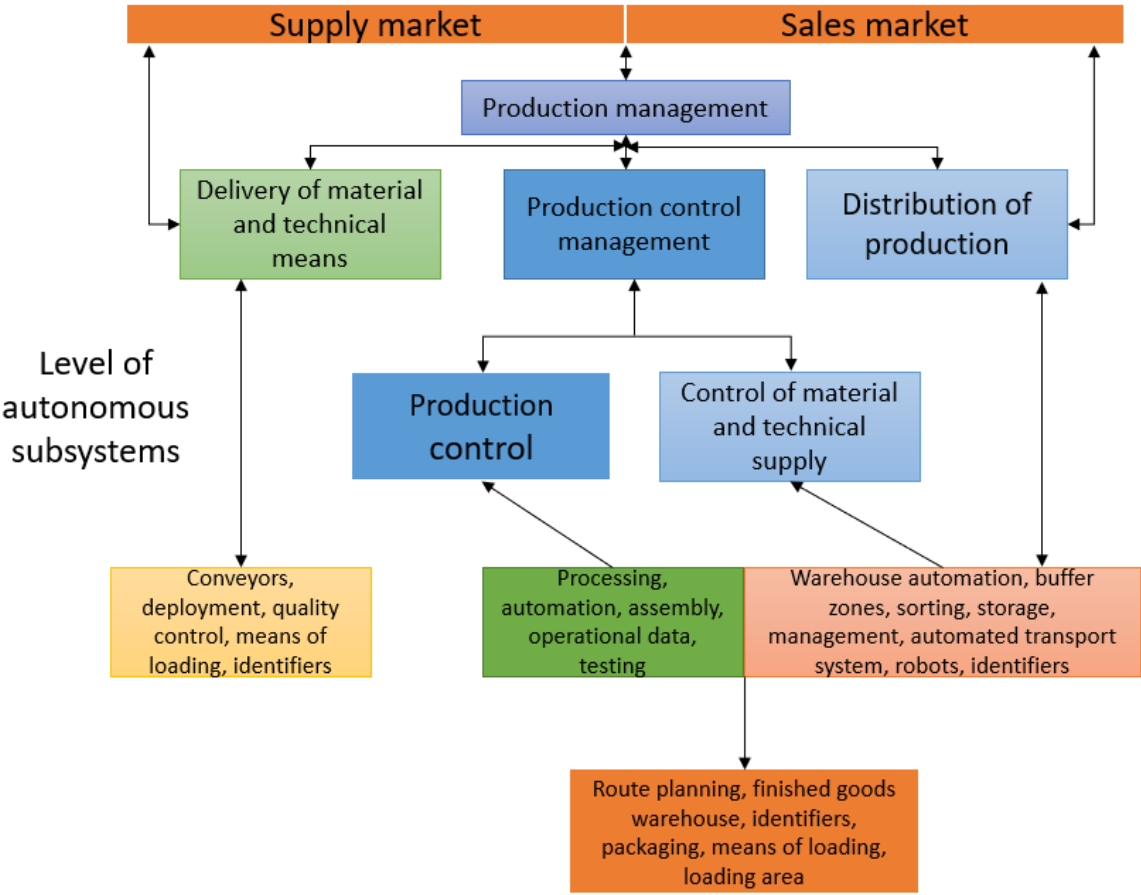 Supply market
Sales market
Production management
Delivery of material
and technical
means
Production control
management
Distribution of
production
Level of
autonomous
subsystems
Production
control
Control of material
and technical
supply
Conveyors,
deployment, quality
control, means of
loading, identifiers
Processing,
automation, assembly,
operational data,
testing
Warehouse automation, buffer
zones, sorting, storage,
management, automated transport
system, robots, identifiers
Route planning, finished goods
warehouse, identifiers,
packaging, means of loading,
loading area